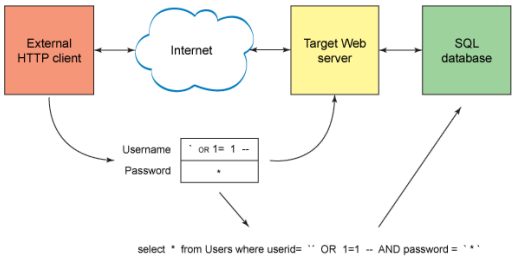 External
HTTP client
Internet
Target Web
server
SQL
database
Username ` OR 1= 1 --
Password *
select * from Users where userid= `` OR 1=1 -- AND password = ` * `